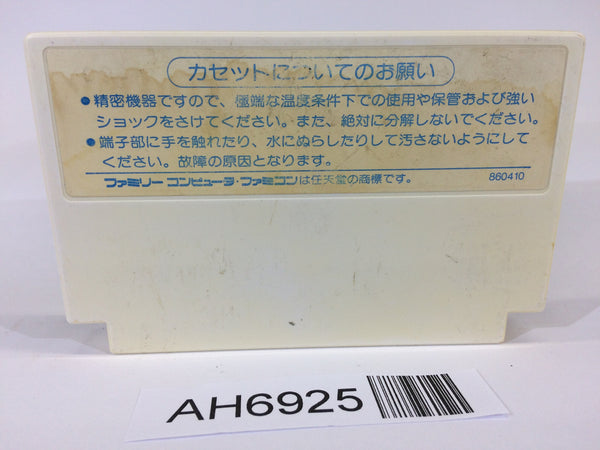 カセットについてのお願い
●精密機器ですので、極端な温度条件下での使用や保管および強い
ショックをさけてください。また、絶対に分解しないでください。
●端子部に手を触れたり、水にぬらしたりして汚さないようにして
ください。故障の原因となります。
ファミリーコンピュータ・ファミコンは任天堂の商標です。 860410
AH6925